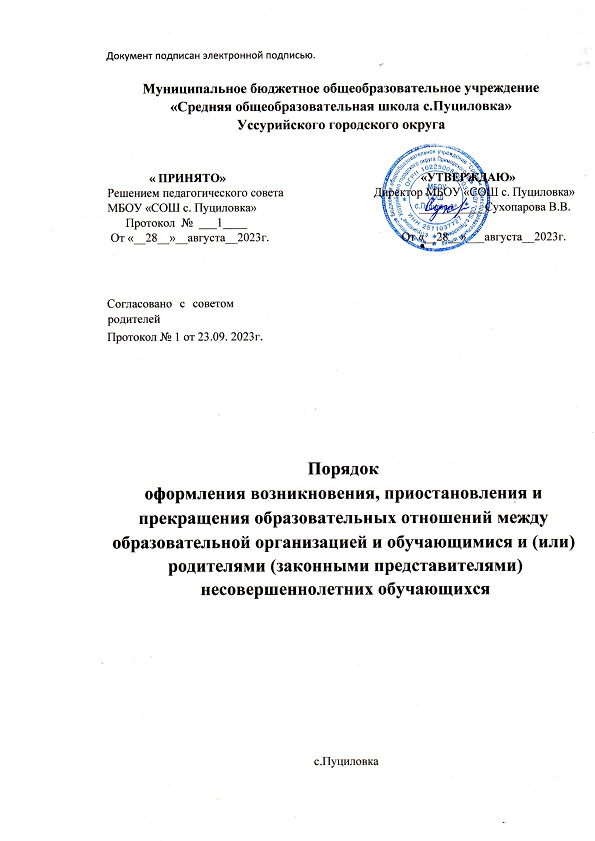 Документ подписан электронной подписью.
Муниципальное бюджетное общеобразовательное учреждение
«Средняя общеобразовательная школа с.Пуциловка»
Уссурийского городского округа
« ПРИНЯТО»
Решением педагогического совета
МБОУ «СОШ с. Пуциловка»
Протокол № ___1____
От «__28__»__августа__2023г.
«УТВЕРЖДАЮ»
Директор МБОУ «СОШ с. Пуциловка»
Сухопарова В.В.
От «__28__»__августа__2023г.
Согласовано с советом
родителей
Протокол № 1 от 23.09. 2023г.
Порядок
оформления возникновения, приостановления и
прекращения образовательных отношений между
образовательной организацией и обучающимися и (или)
родителями (законными представителями)
несовершеннолетних обучающихся
с.Пуциловка